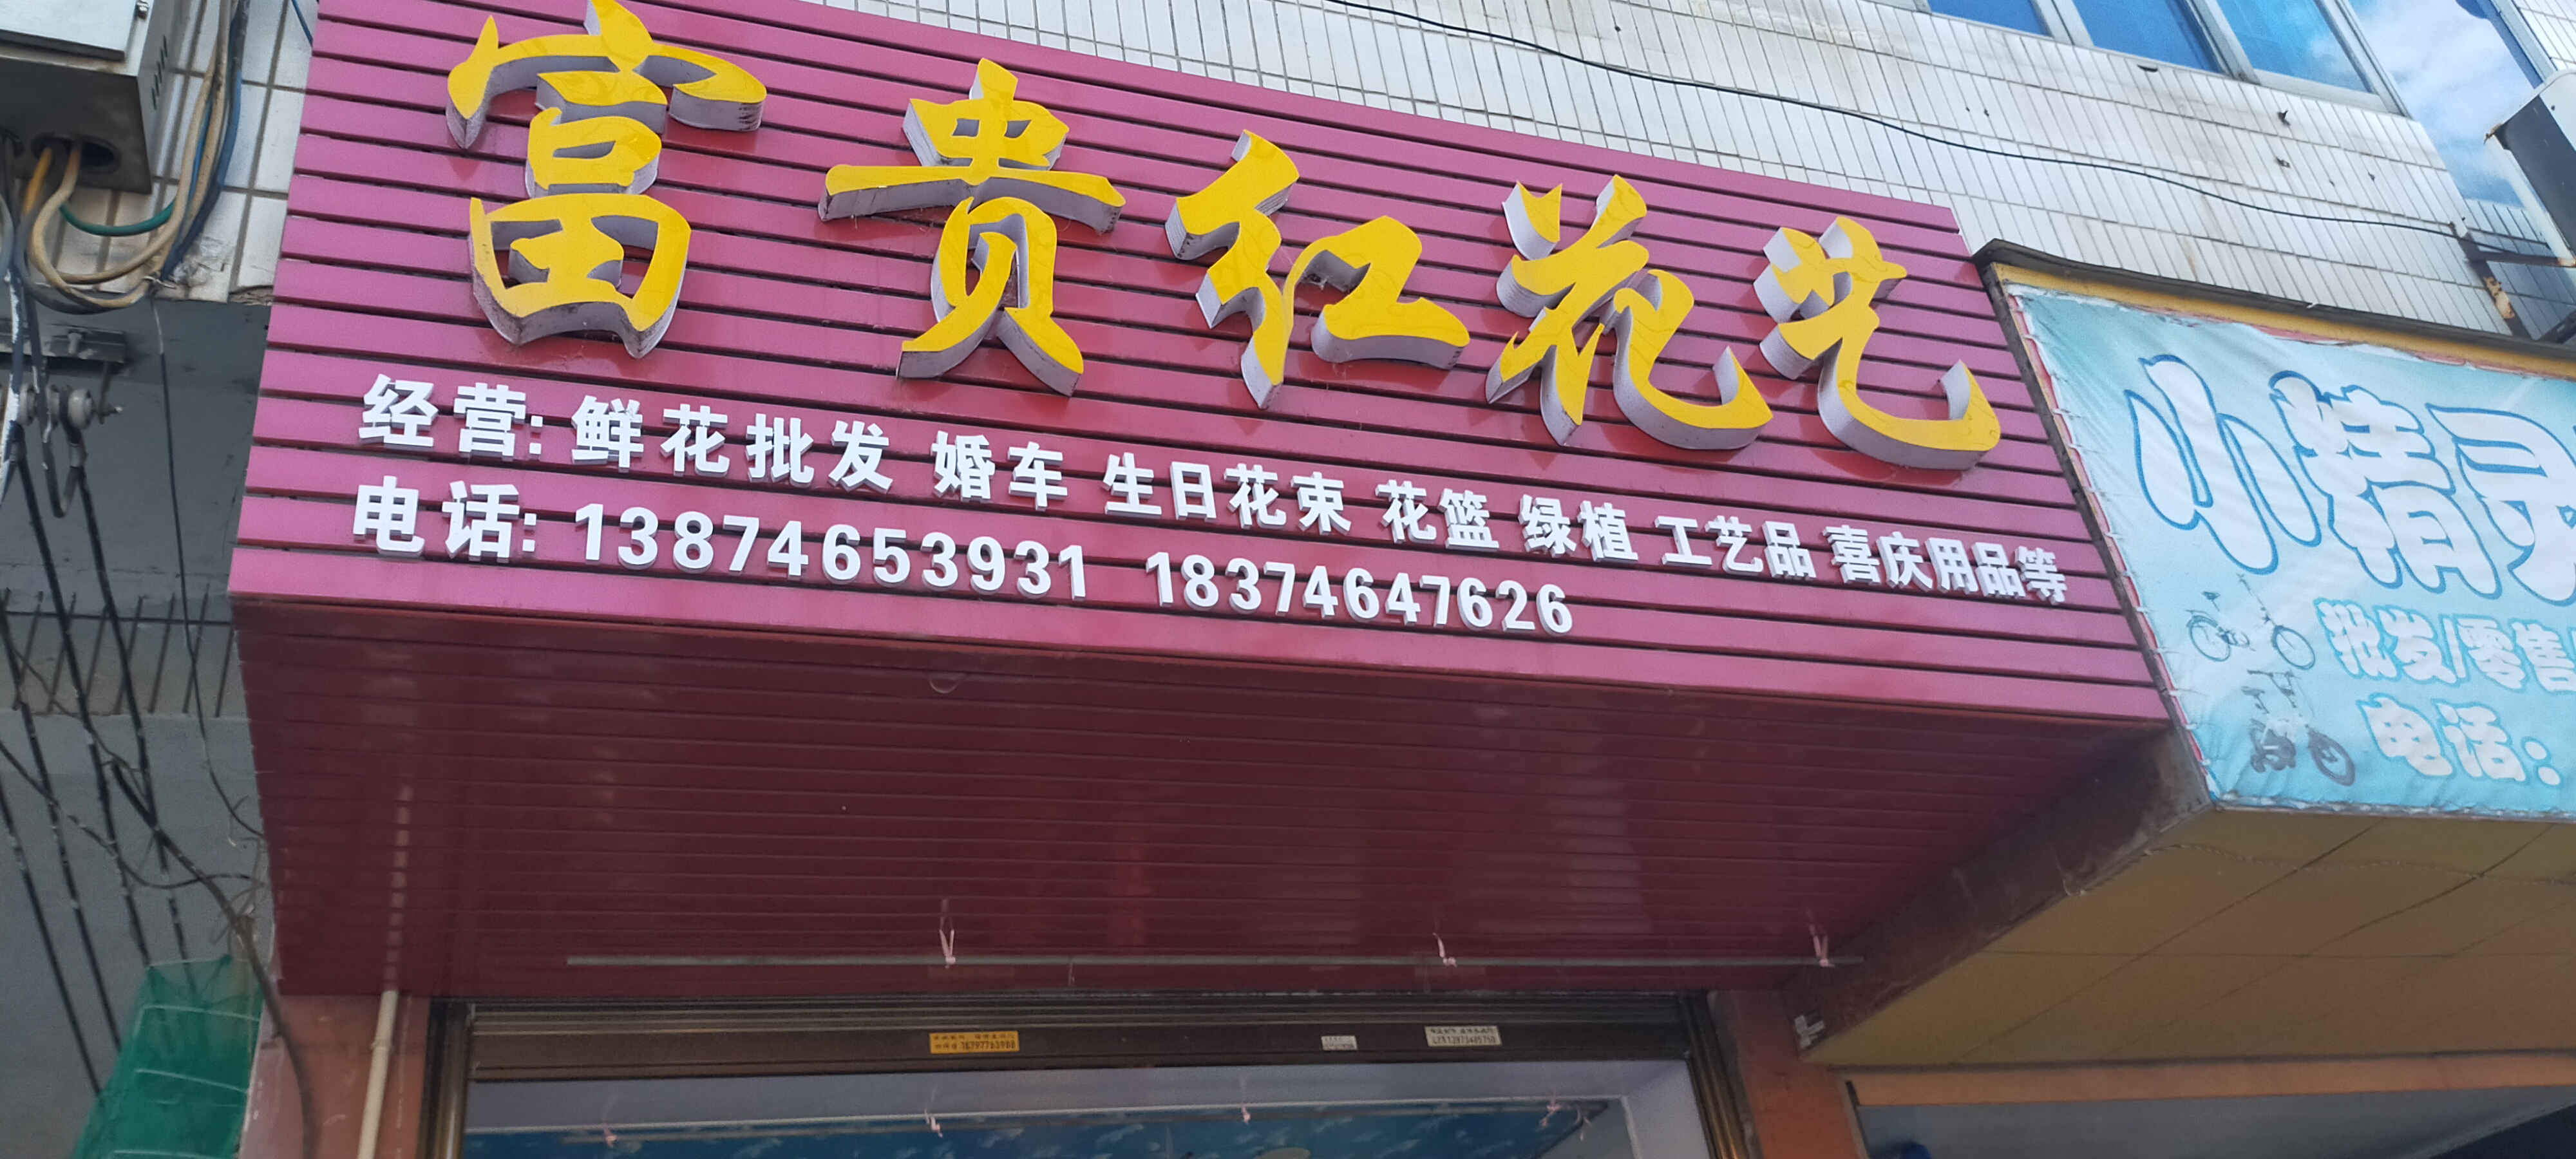 富贵红花艺
经营: 鲜花批发 婚车 生日花束 花篮 绿植 工艺品 喜庆用品等
电话: 13874653931 18374647626
小精灵
批发/零售
电话: